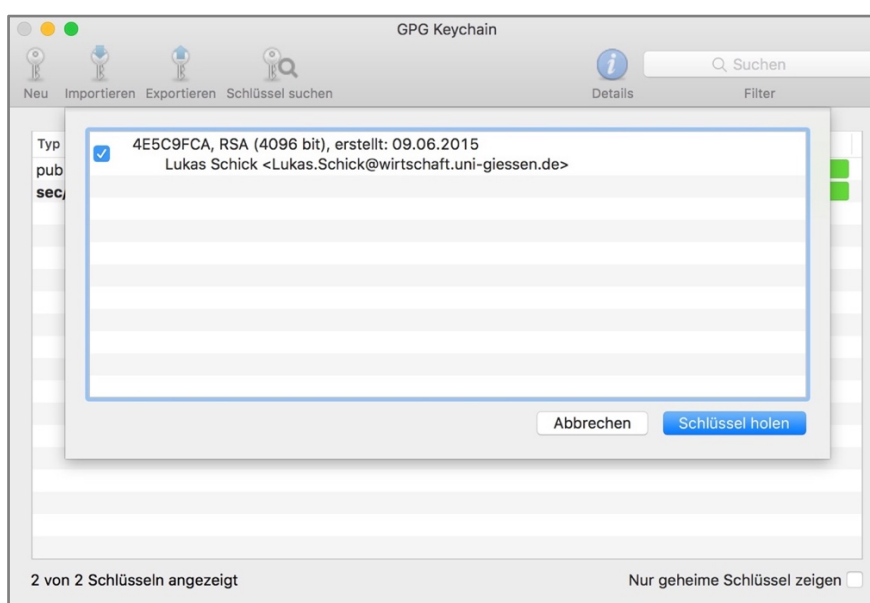 GPG Keychain
Suchen
Neu Importieren Exportieren Schlüssel suchen Details Filter
Typ
4E5C9FCA, RSA (4096 bit), erstellt: 09.06.2015
Lukas Schick <Lukas.Schick@wirtschaft.uni-giessen.de>
pub
sec/
Abbrechen Schlüssel holen
2 von 2 Schlüsseln angezeigt Nur geheime Schlüssel zeigen